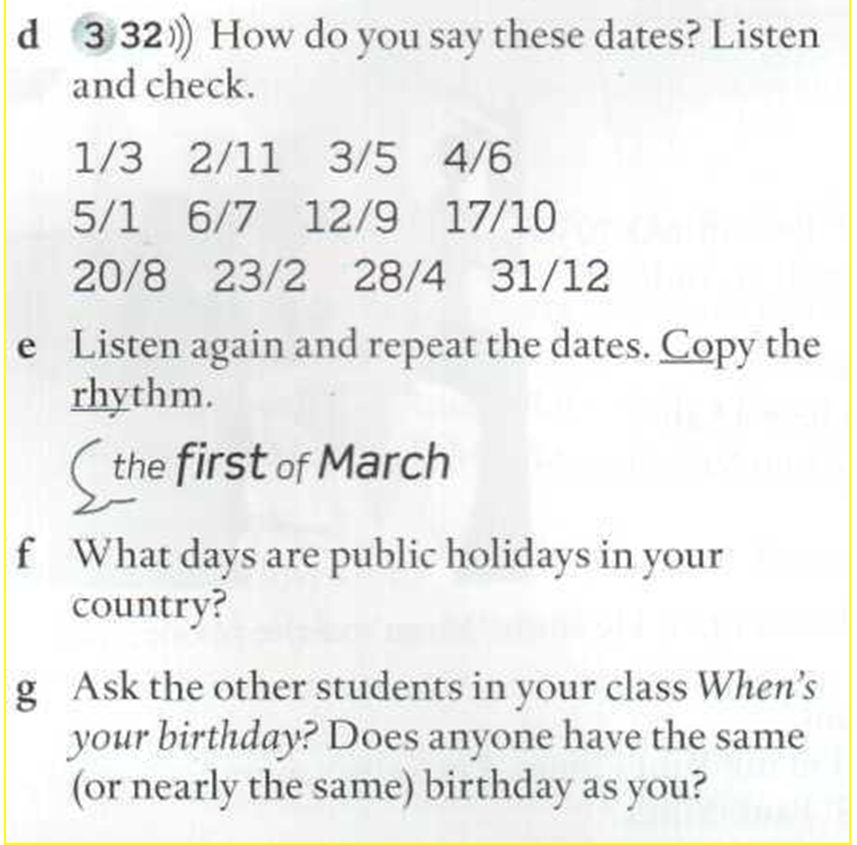 d 3 32))) How do you say these dates? Listen
and check.
1/3 2/11 3/5 4/6
5/1 6/7 12/9 17/10
20/8 23/2 28/4 31/12
e Listen again and repeat the dates. Copy the
rhythm.
the first of March
f What days are public holidays in your
country?
g Ask the other students in your class When's
your birthday? Does anyone have the same
(or nearly the same) birthday as you?